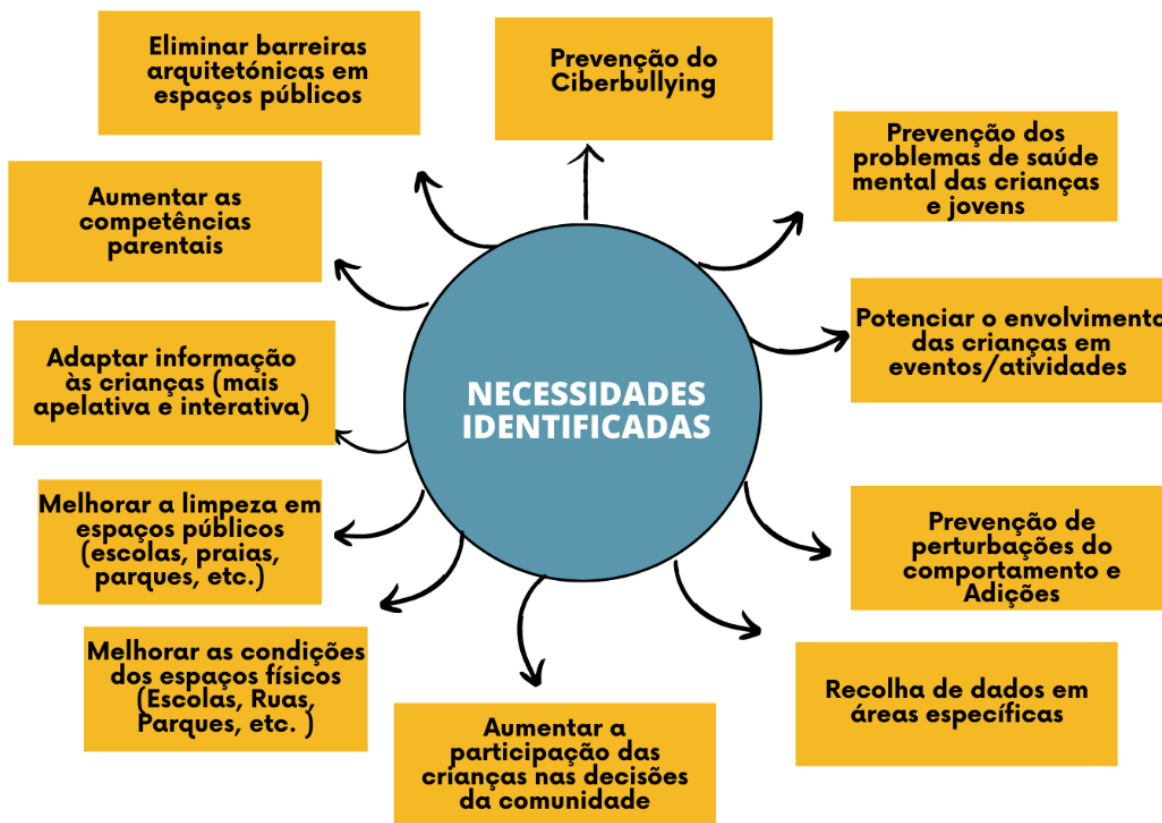 Eliminar barreiras
arquitetónicas em
espaços públicos
Prevenção do
Ciberbullying
Prevenção dos
problemas de saúde
mental das crianças
e jovens
Aumentar as
competências
parentais
Potenciar o envolvimento
das crianças em
eventos/atividades
Adaptar informação
às crianças (mais
apelativa e interativa)
NECESSIDADES
IDENTIFICADAS
Melhorar a limpeza em
espaços públicos
(escolas, praias,
parques, etc.)
Prevenção de
perturbações do
comportamento e
Adições
Melhorar as condições
dos espaços físicos
(Escolas, Ruas,
Parques, etc. )
Recolha de dados em
áreas específicas
Aumentar a
participação das
crianças nas decisões
da comunidade